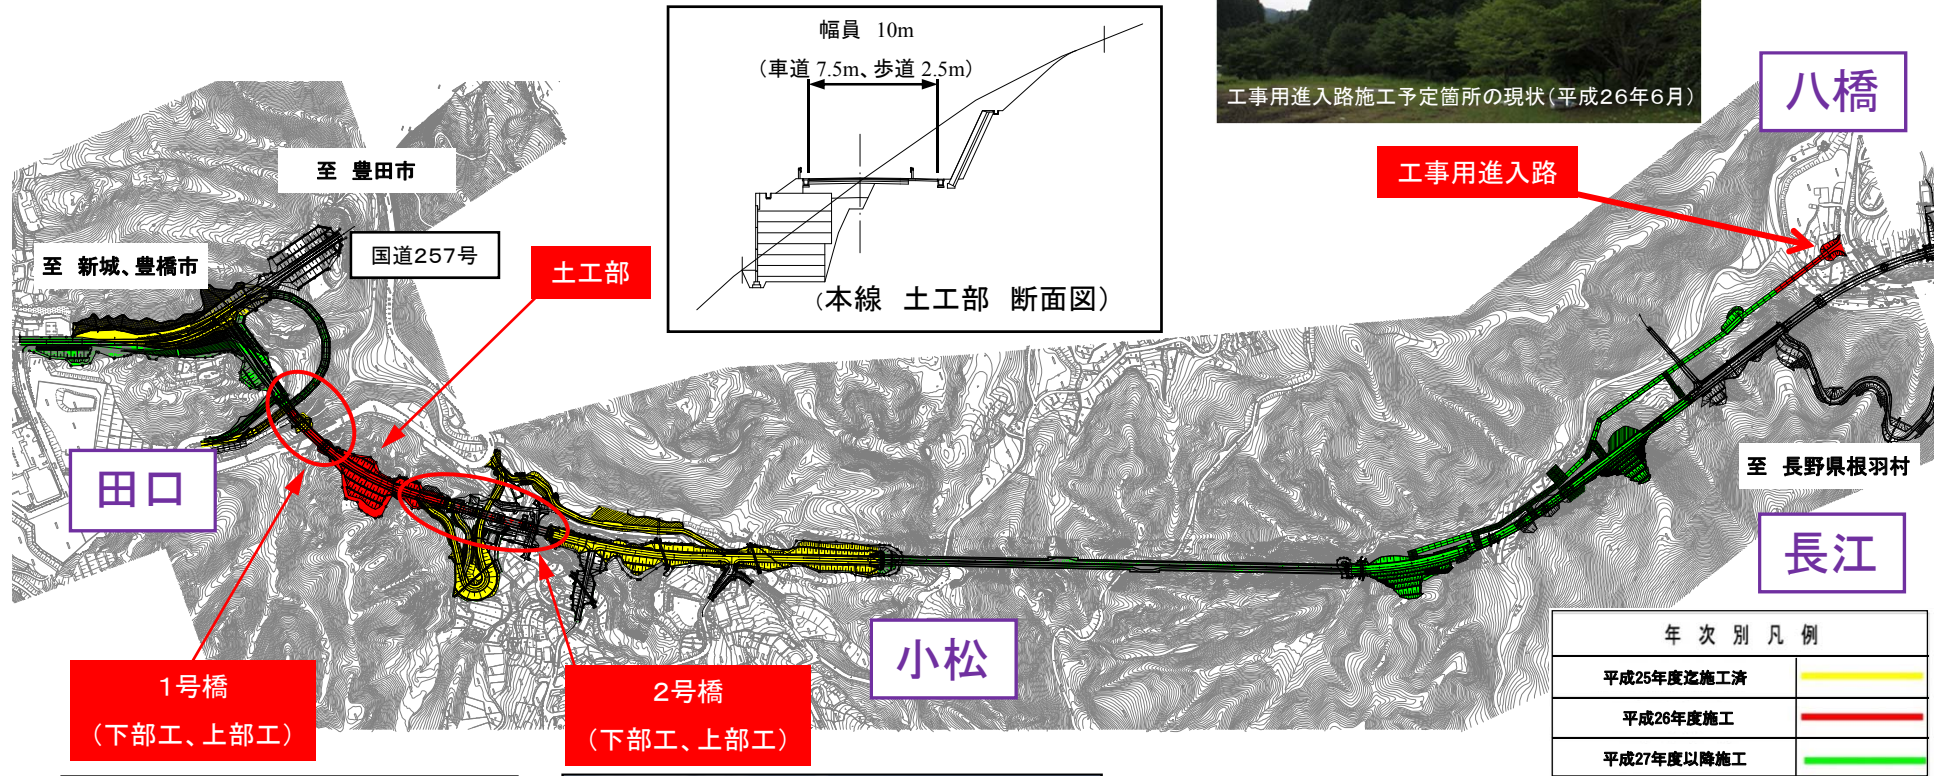 幅員 10m
（車道 7.5m、歩道 2.5m）
（本線 土工部 断面図）
工事用進入路施工予定箇所の現状（平成26年6月）
八橋
工事用進入路
至 豊田市
国道257号
至 新城、豊橋市
土工部
田口
至 長野県根羽村
長江
小松
1号橋
（下部工、上部工）
2号橋
（下部工、上部工）
年次別凡例
平成25年度迄施工済
平成26年度施工
平成27年度以降施工